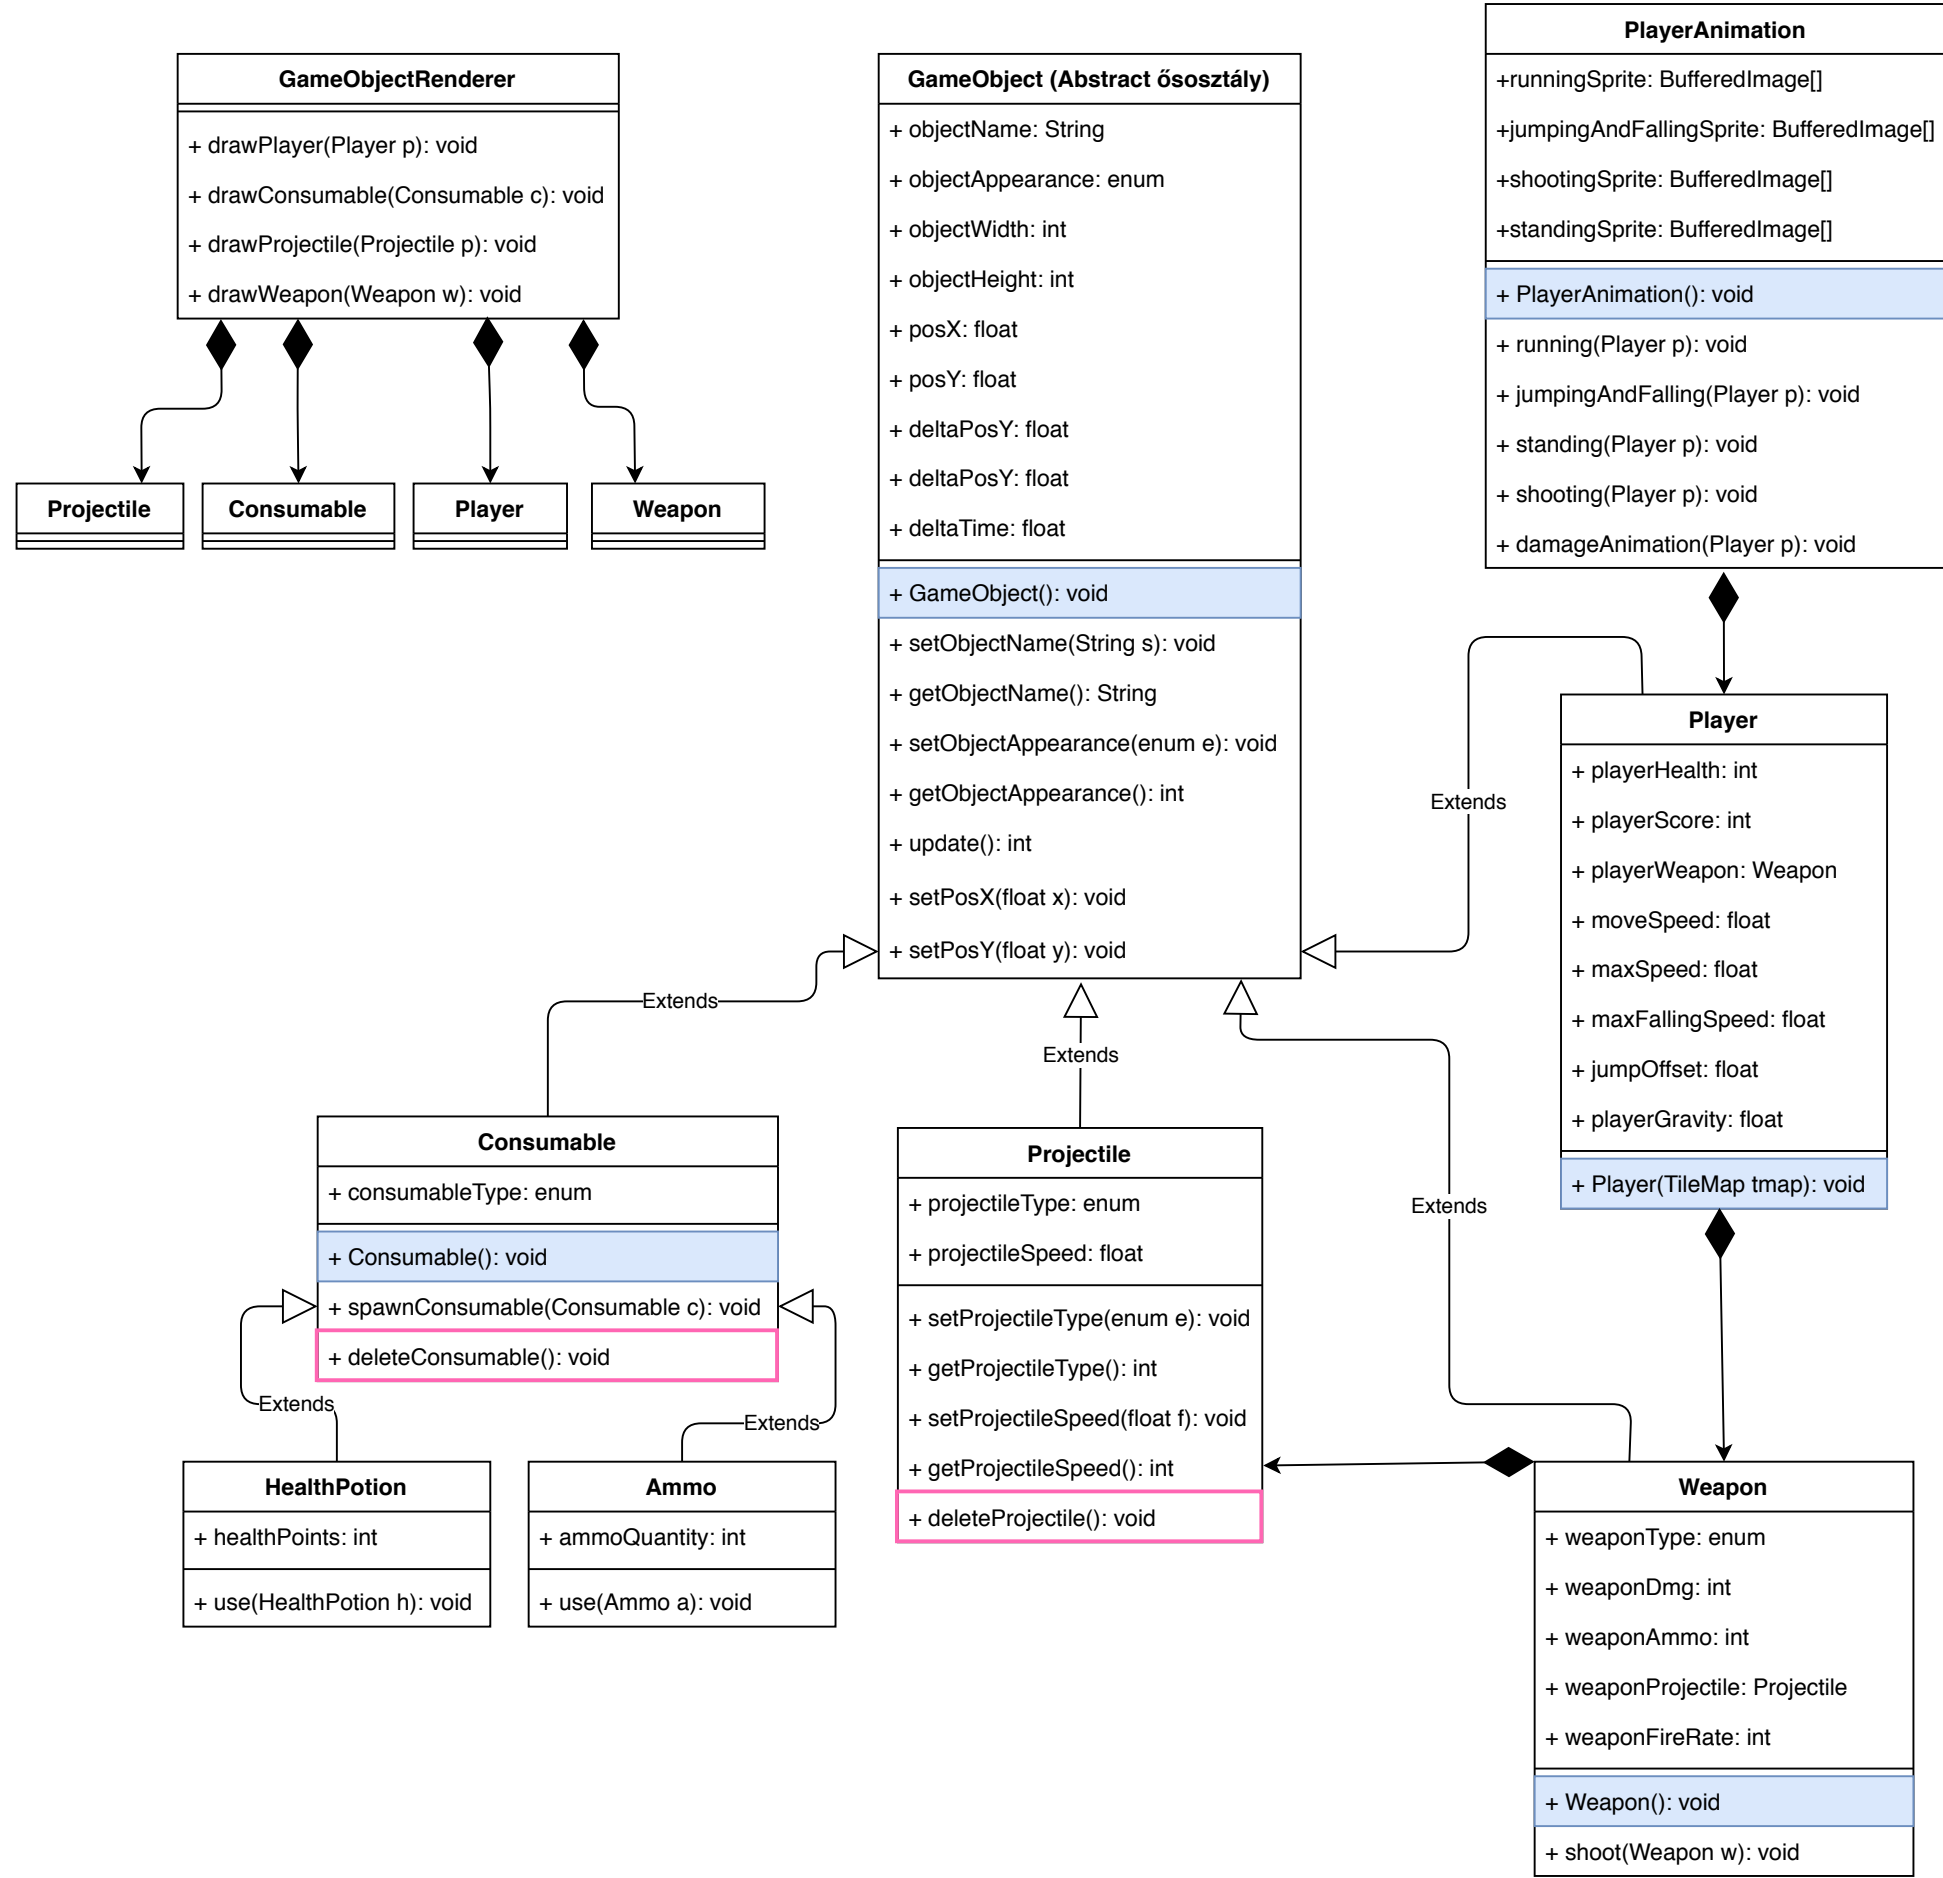 GameObjectRenderer
+ drawPlayer(Player p): void
+ drawConsumable(Consumable c): void
+ drawProjectile(Projectile p): void
+ drawWeapon(Weapon w): void
Projectile
Consumable
Player
Weapon
GameObject (Abstract ősosztály)
+ objectName: String
+ objectAppearance: enum
+ objectWidth: int
+ objectHeight: int
+ posX: float
+ posY: float
+ deltaPosY: float
+ deltaPosY: float
+ deltaTime: float
+ GameObject(): void
+ setObjectName(String s): void
+ getObjectName(): String
+ setObjectAppearance(enum e): void
+ getObjectAppearance(): int
+ update(): int
+ setPosX(float x): void
+ setPosY(float y): void
PlayerAnimation
+runningSprite: BufferedImage[]
+jumpingAndFallingSprite: BufferedImage[]
+shootingSprite: BufferedImage[]
+standingSprite: BufferedImage[]
+ PlayerAnimation(): void
+ running(Player p): void
+ jumpingAndFalling(Player p): void
+ standing(Player p): void
+ shooting(Player p): void
+ damageAnimation(Player p): void
Extends
Player
+ playerHealth: int
+ playerScore: int
+ playerWeapon: Weapon
+ moveSpeed: float
+ maxSpeed: float
+ maxFallingSpeed: float
+ jumpOffset: float
+ playerGravity: float
+ Player(TileMap tmap): void
Extends
Extends
Extends
Consumable
+ consumableType: enum
+ Consumable(): void
+ spawnConsumable(Consumable c): void
+ deleteConsumable(): void
Extends
Extends
HealthPotion
+ healthPoints: int
+ use(HealthPotion h): void
Ammo
+ ammoQuantity: int
+ use(Ammo a): void
Projectile
+ projectileType: enum
+ projectileSpeed: float
+ setProjectileType(enum e): void
+ getProjectileType(): int
+ setProjectileSpeed(float f): void
+ getProjectileSpeed(): int
+ deleteProjectile(): void
Weapon
+ weaponType: enum
+ weaponDmg: int
+ weaponAmmo: int
+ weaponProjectile: Projectile
+ weaponFireRate: int
+ Weapon(): void
+ shoot(Weapon w): void